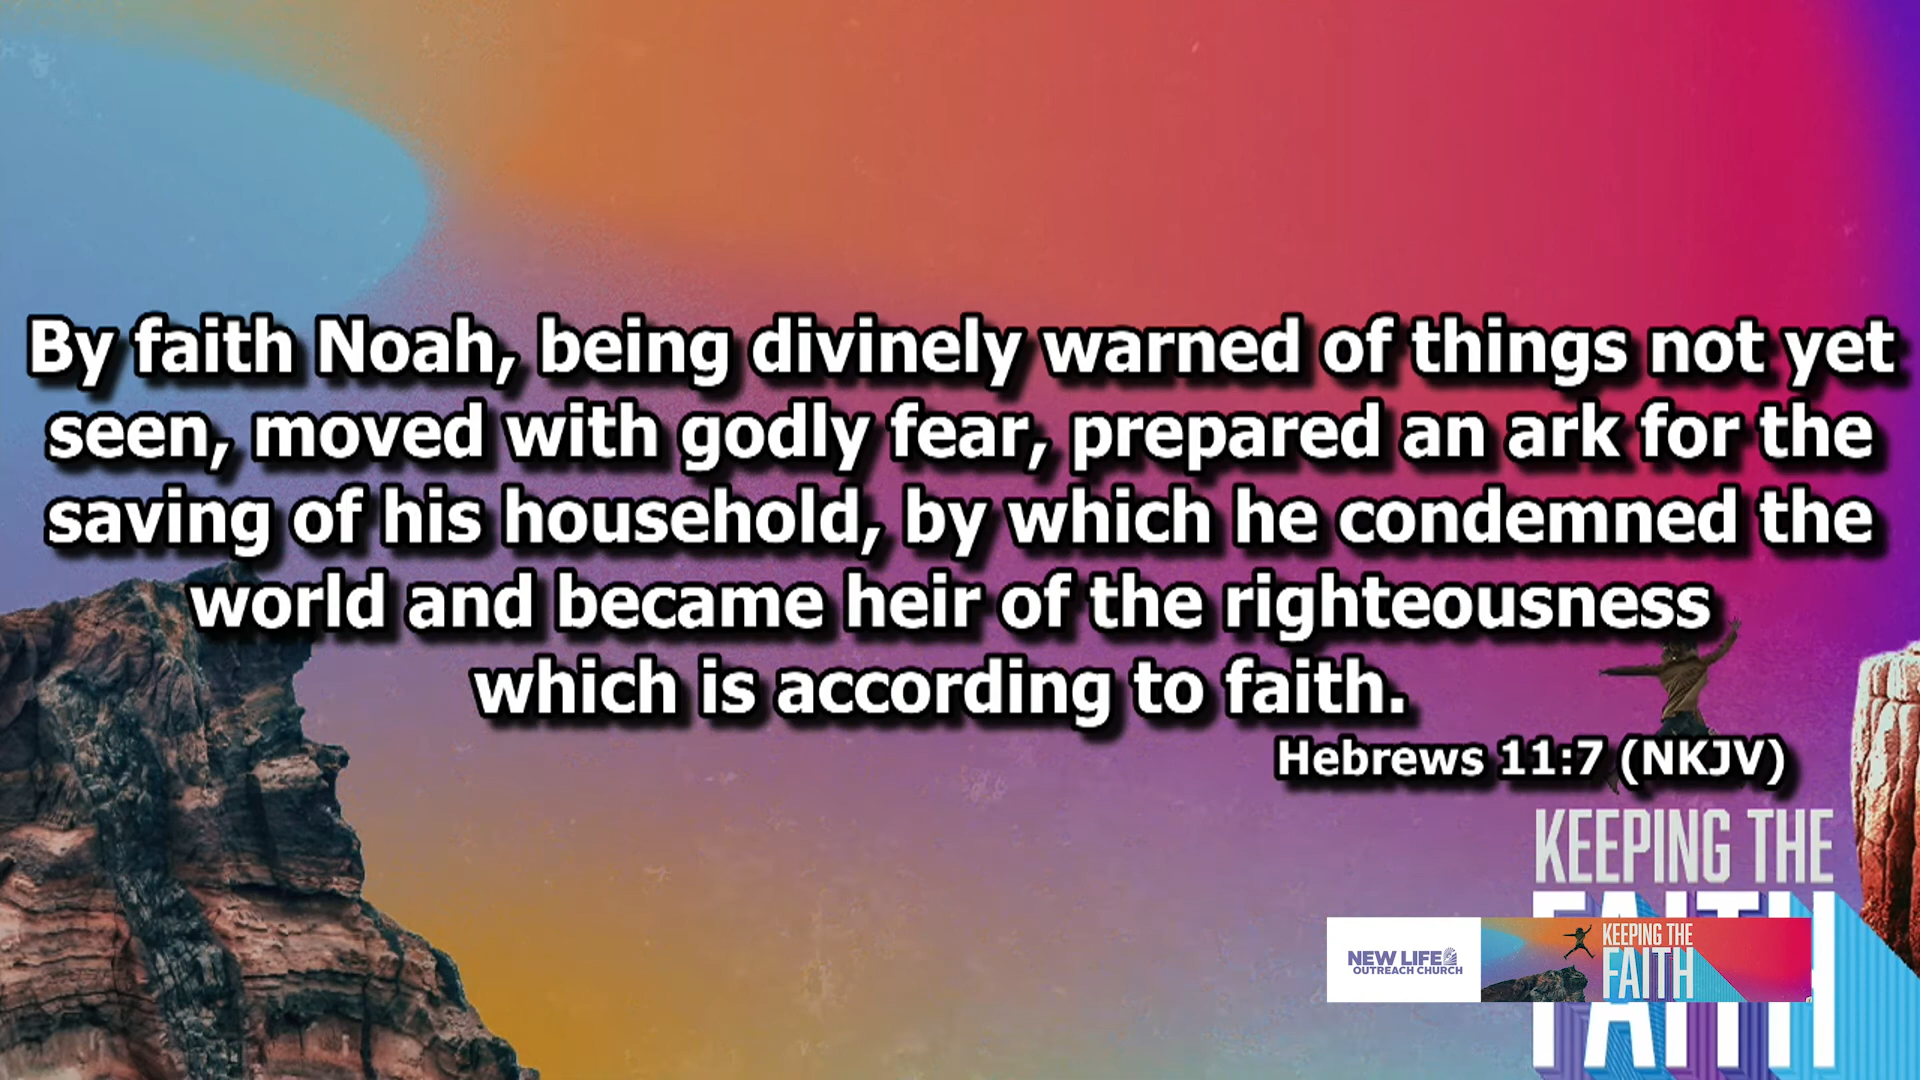 By faith Noah, being divinely warned of things not yet
seen, moved with godly fear, prepared an ark for the
saving of his household, by which he condemned the
world and became heir of the righteousness
which is according to faith.
Hebrews 11:7 (NKJV)
KEEPING THE
FAITH
NEW LIFE
OUTREACH CHURCH
KEEPING THE
FAITH